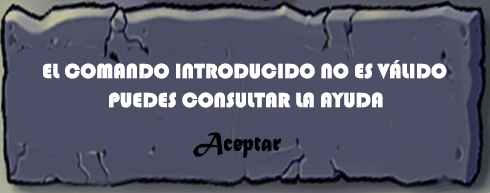 EL COMANDO INTRODUCIDO NO ES VÁLIDO
PUEDES CONSULTAR LA AYUDA
Aceptar